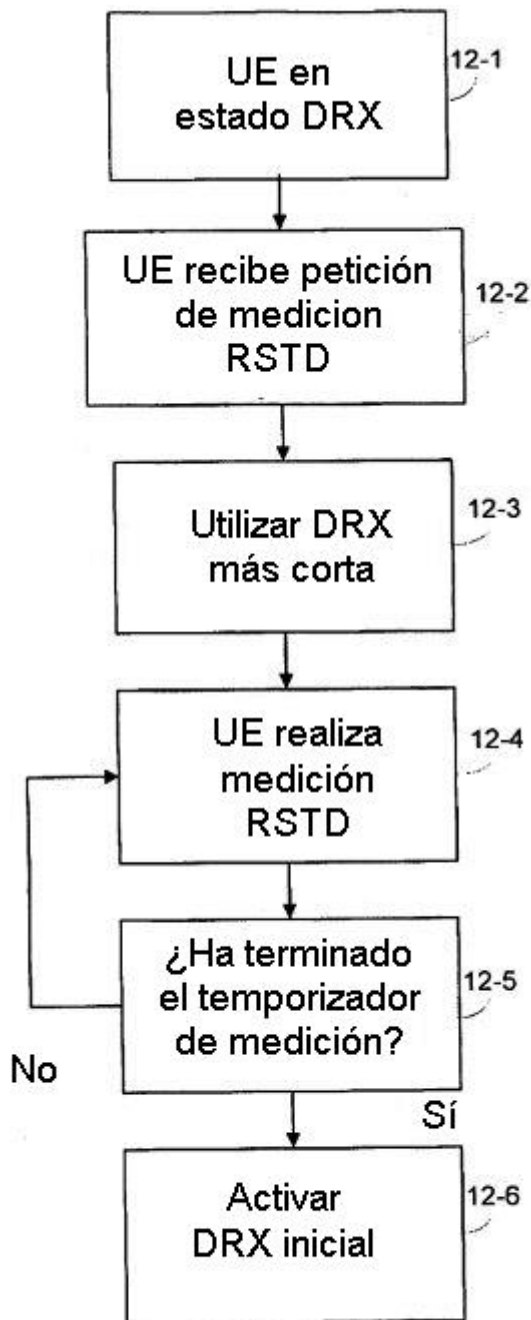 UE en
estado DRX
12-1
UE recibe petición
de medicion
RSTD
12-2
Utilizar DRX
más corta
12-3
UE realiza
medición
RSTD
12-4
¿Ha terminado
el temporizador
de medición?
12-5
No
Sí
Activar
DRX inicial
12-6